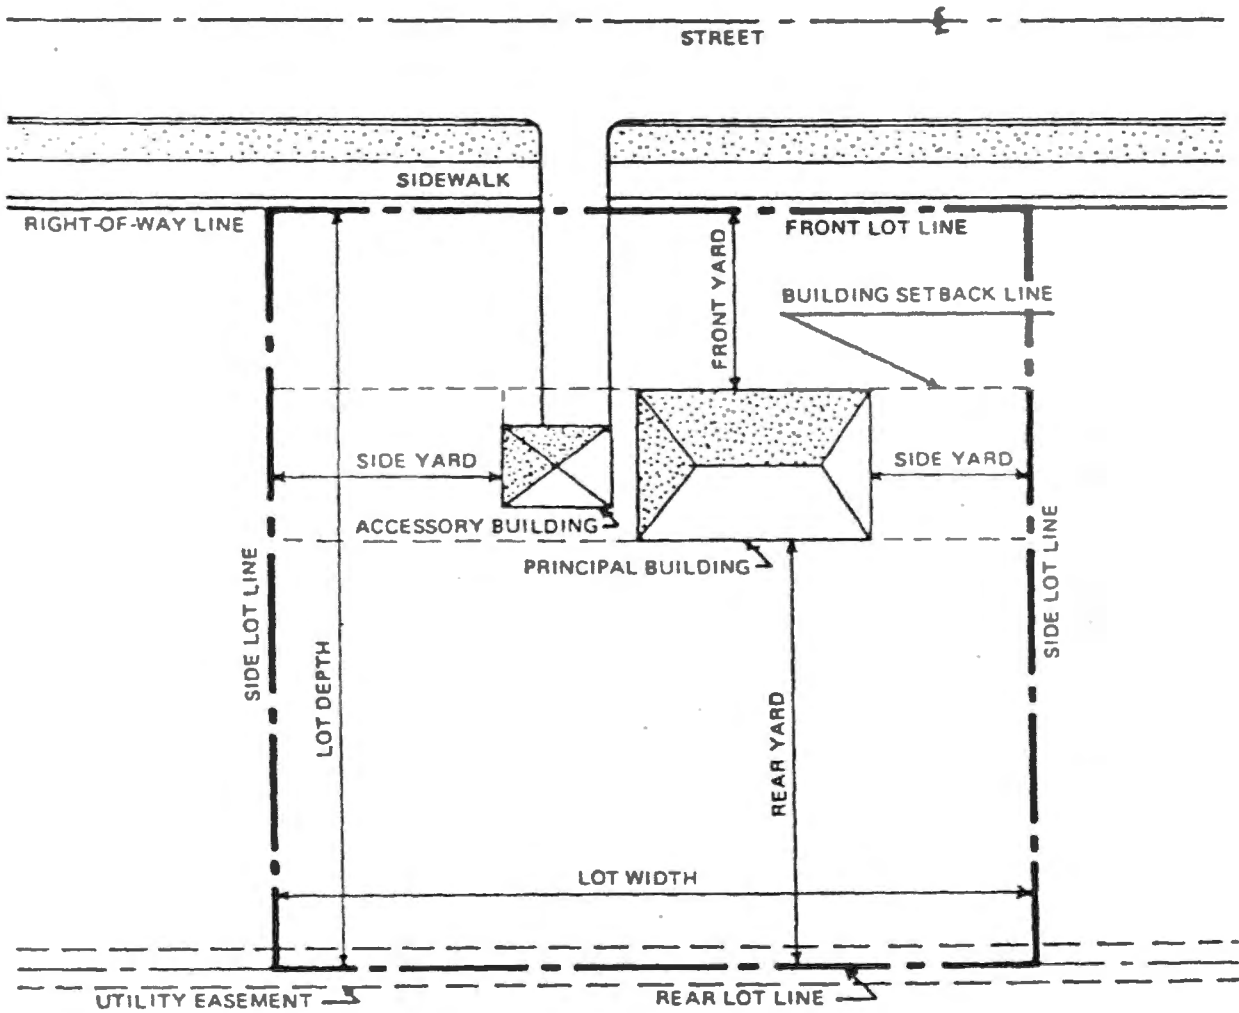 STREET
SIDEWALK
RIGHT-OF-WAY LINE
FRONT LOT LINE
FRONT YARD
BUILDING SETBACK LINE
SIDE YARD
SIDE YARD
ACCESSORY BUILDING
PRINCIPAL BUILDING
SIDE LOT LINE
SIDE LOT LINE
LOT DEPTH
REAR YARD
LOT WIDTH
UTILITY EASEMENT
REAR LOT LINE